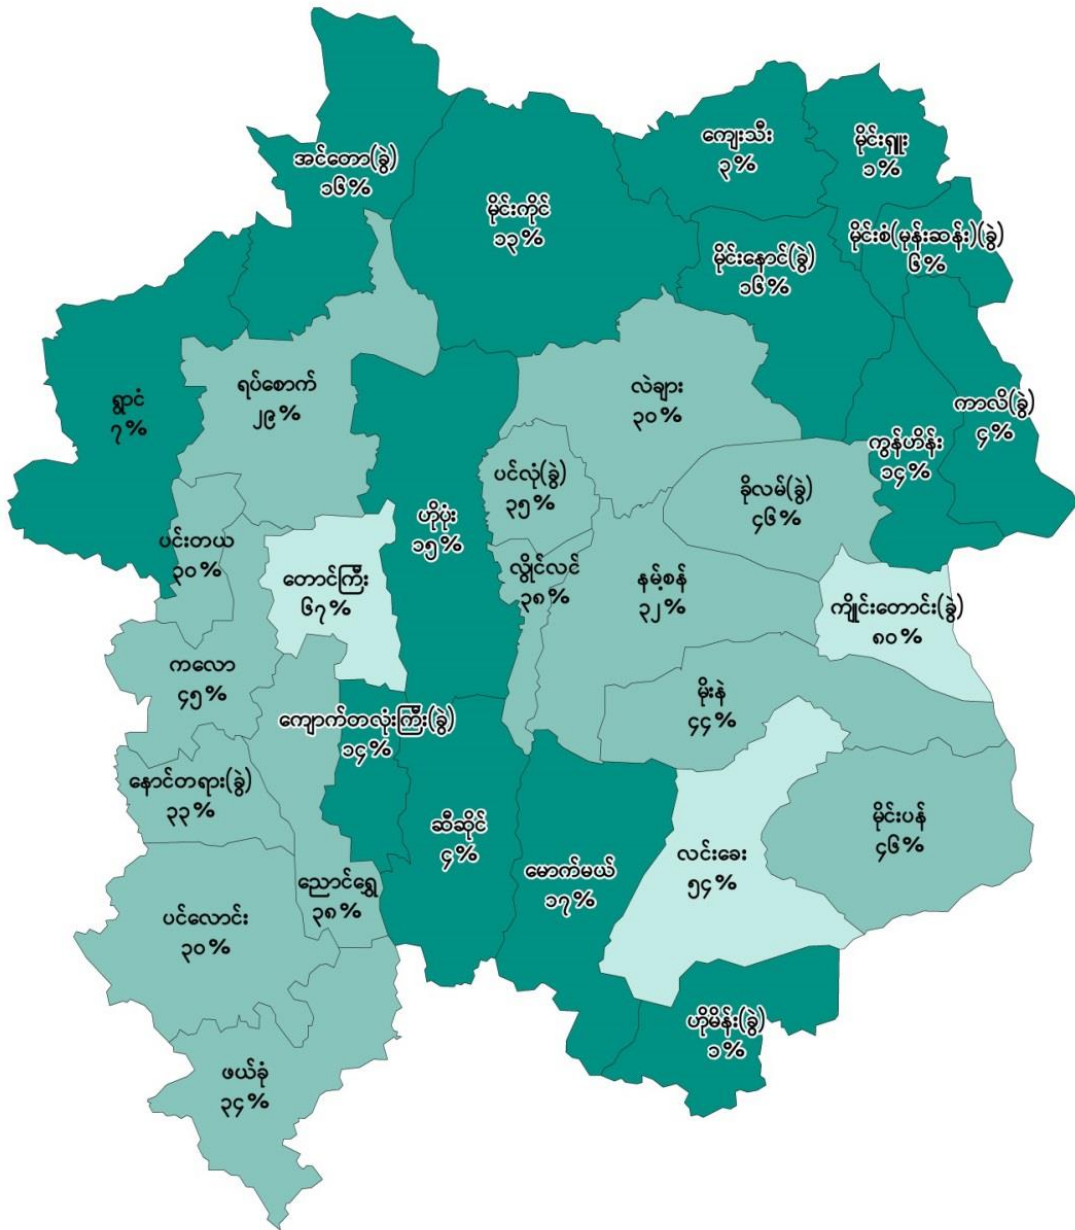 ကျေးသီး
၃%
မိုင်းရှူး
၁%
အင်တော(ခွဲ)
၁၆%
မိုင်းကိုင်
၁၃%
မိုင်းစံ(မုန်းဆန်း)(ခွဲ)
၆%
မိုင်းနောင်(ခွဲ)
၁၆%
ရွာငံ
၇%
ရပ်စောက်
၂၉%
လဲချား
၃၀%
ကာလိ(ခွဲ)
၄%
ကွန်ဟိန်း
၁၄%
ပင်လုံ(ခွဲ)
၃၅%
ခိုလမ်(ခွဲ)
၄၆%
ဟိုပုံး
၁၅%
ပင်းတယ
၃၀%
တောင်ကြီး
၆၇%
လွိုင်လင်
၃၈%
နမ့်စန်
၃၂%
ကျိုင်းတောင်း(ခွဲ)
၈၀%
ကလော
၄၅%
မိုးနဲ
၄၄%
ကျောက်တလုံးကြီး(ခွဲ)
၁၄%
နောင်တရား(ခွဲ)
၃၃%
ဆီဆိုင်
၄%
မိုင်းပန်
၄၆%
လင်းခေး
၅၄%
မောက်မယ်
၁၇%
ညောင်ရွှေ
၃၈%
ပင်လောင်း
၃၀%
ဟိုမိန်း(ခွဲ)
၁%
ဖယ်ခုံ
၃၄%